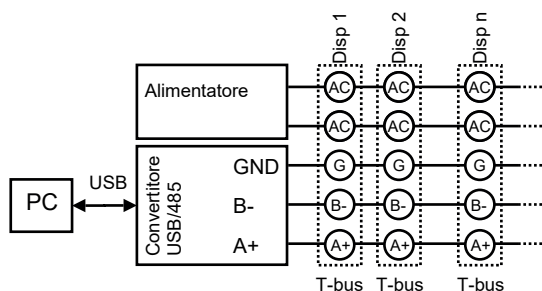 Disp 1
Disp 2
Disp n
Alimentatore
AC AC AC
AC AC AC
GND G G G
PC USB Convertitore
USB/485
B- B- B- B-
A+ A+ A+ A+
T-bus T-bus T-bus